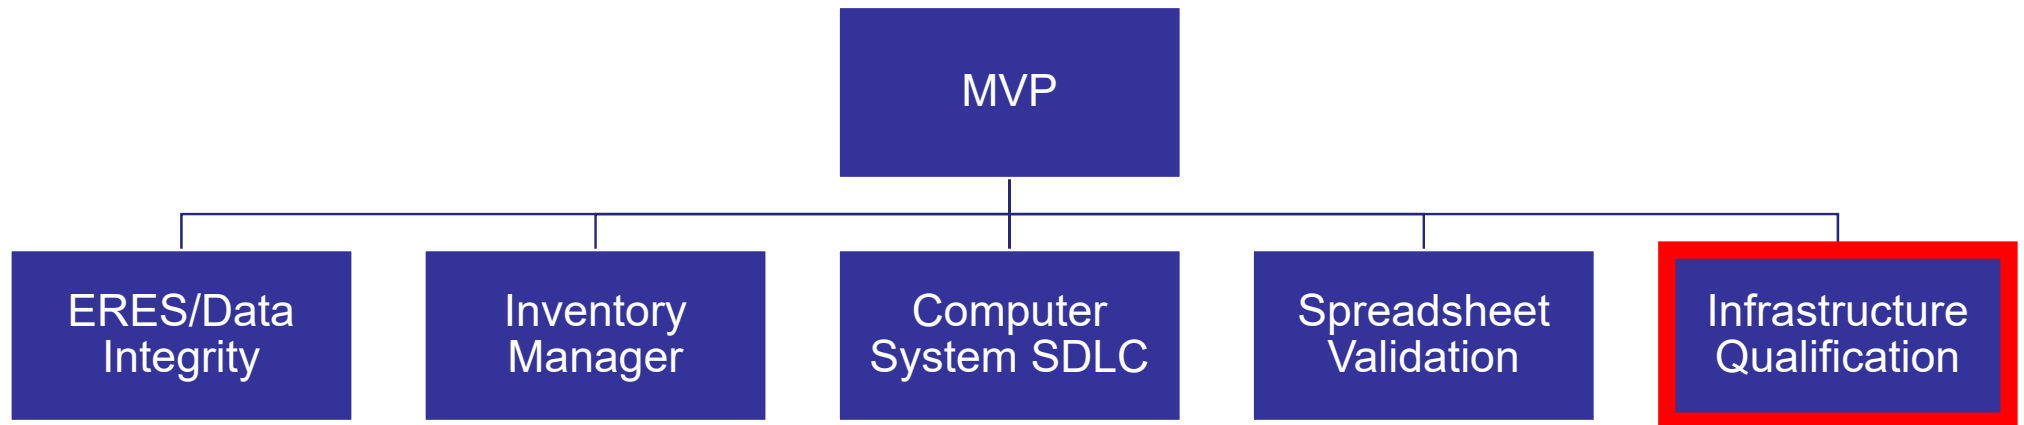 MVP
ERES/Data
Integrity
Inventory
Manager
Computer
System SDLC
Spreadsheet
Validation
Infrastructure
Qualification